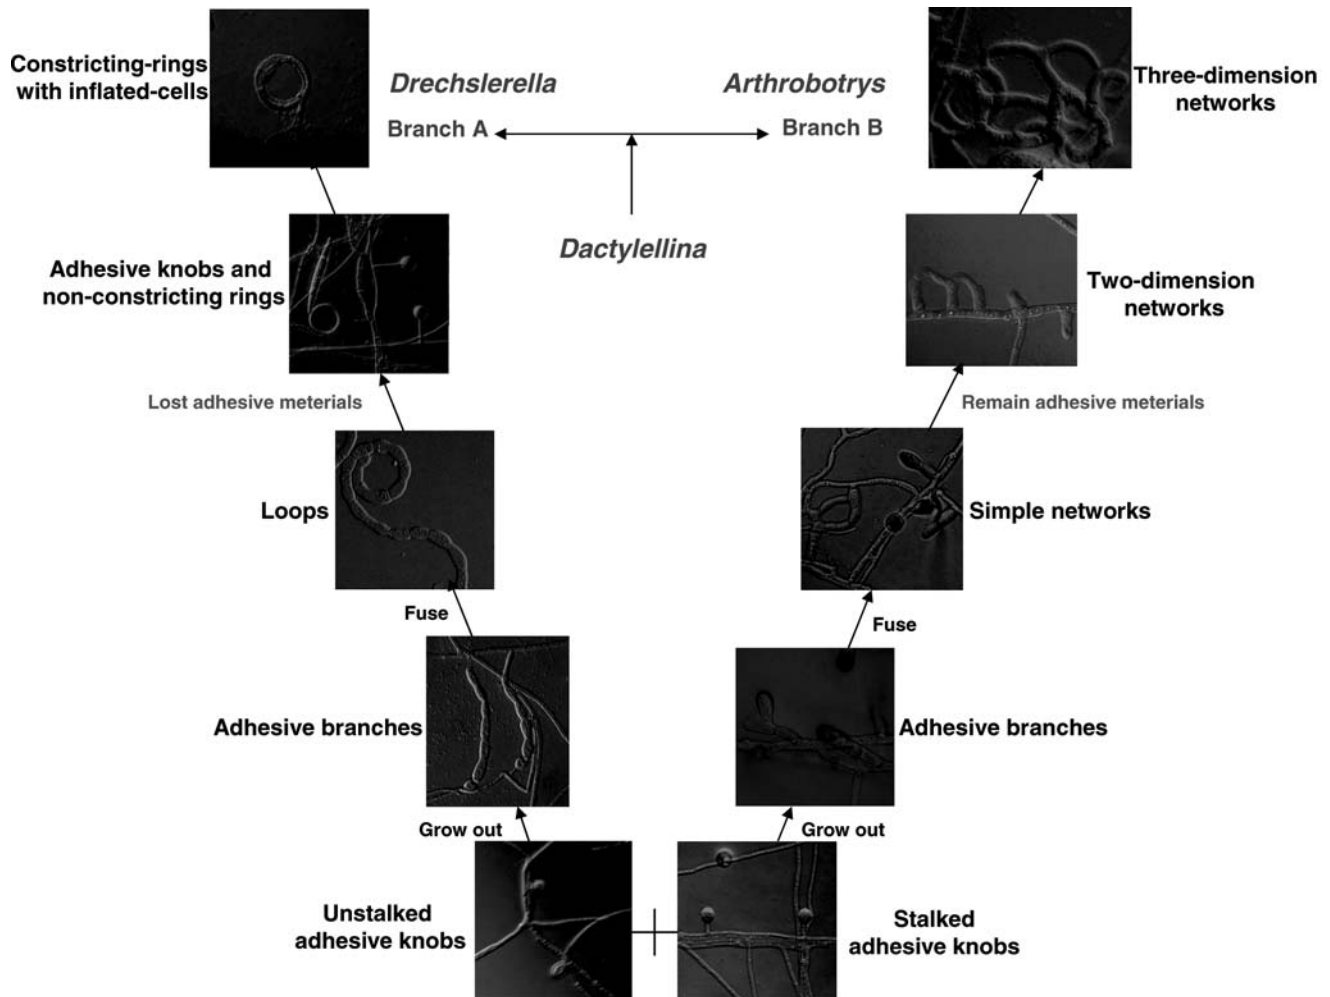 Constricting-rings
with inflated-cells
Drechslerella
Arthrobotrys
Branch A
Branch B
Three-dimension
networks
Dactylellina
Adhesive knobs and
non-constricting rings
Two-dimension
networks
Lost adhesive meterials
Remain adhesive meterials
Loops
Simple networks
Fuse
Fuse
Adhesive branches
Adhesive branches
Grow out
Grow out
Unstalked
adhesive knobs
Stalked
adhesive knobs